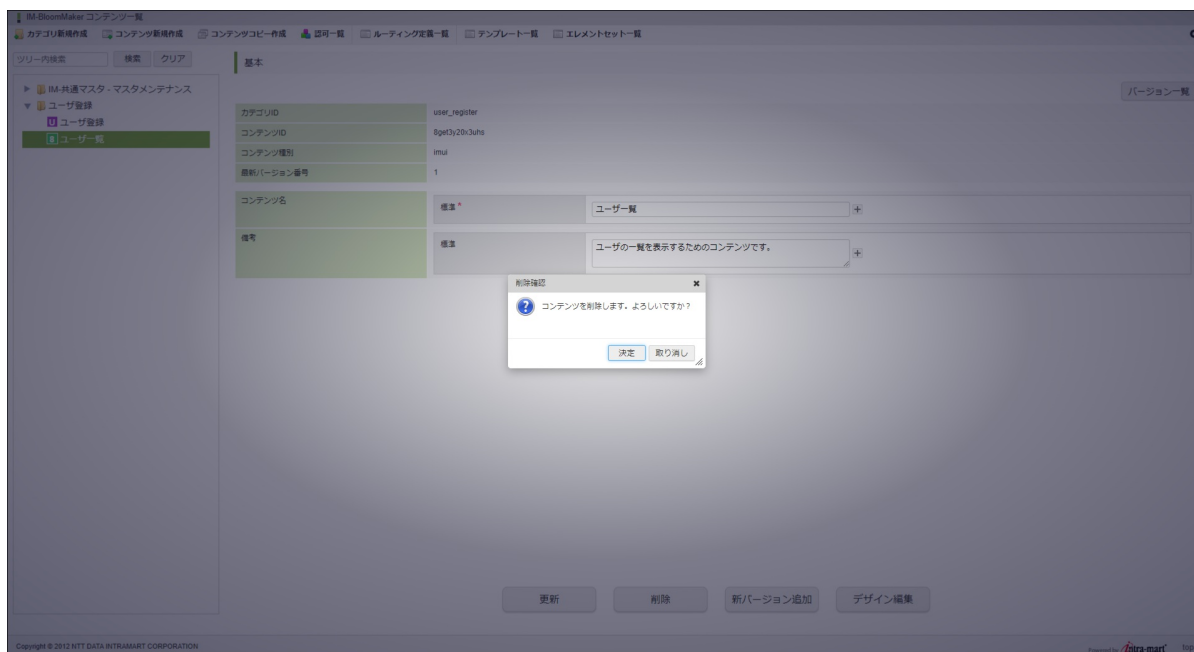 IM-BloomMaker コンテンツ一覧
カテゴリ新規作成 コンテンツ新規作成 コンテンツコピー作成 認可一覧 ルーティング定義一覧 テンプレート一覧 エレメントセット一覧
ツリー内検索 検索 クリア
基本
IM-共通マスタ - マスタメンテナンス
バージョン一覧
ユーザ登録
ユーザ登録
ユーザ一覧
カテゴリID user_register
コンテンツID 8get3y20x3uhs
コンテンツ種別 imui
最新バージョン番号 1
コンテンツ名 標準 * ユーザ一覧
備考 標準 ユーザの一覧を表示するためのコンテンツです。
削除確認
コンテンツを削除します。よろしいですか？
決定 取り消し
更新 削除 新バージョン追加 デザイン編集
Copyright © 2012 NTT DATA INTRAMART CORPORATION
Powered by intra-mart top